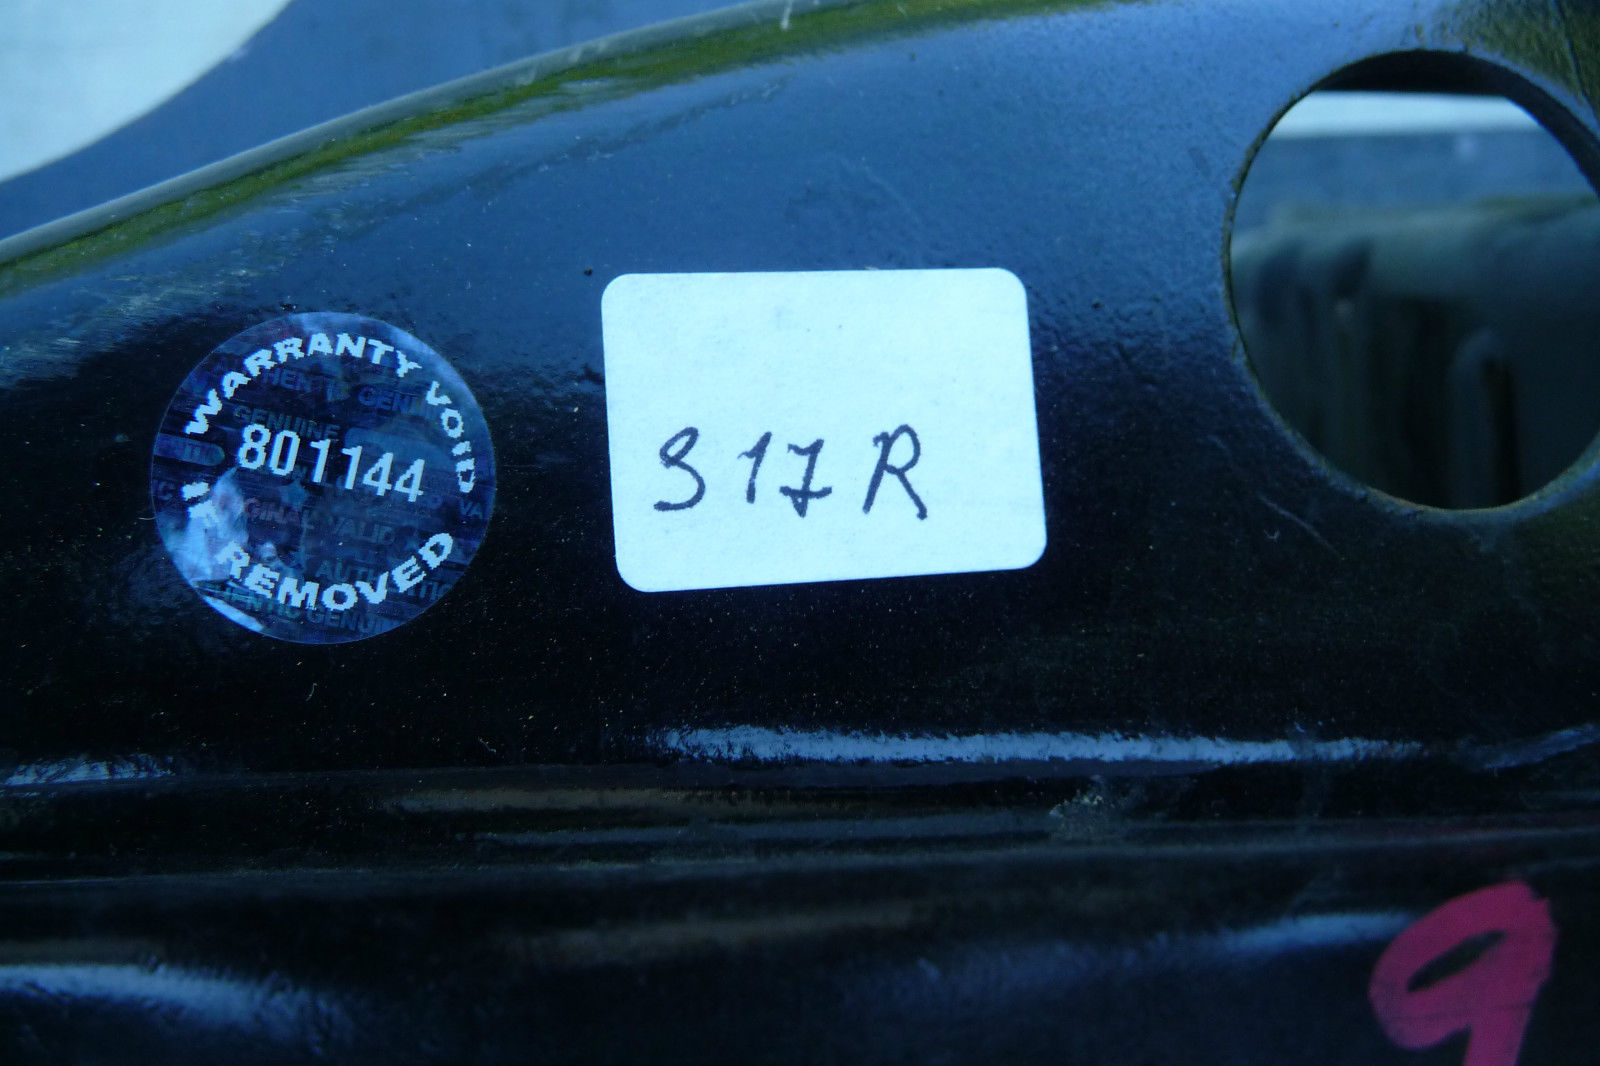 WARRANTY VOID
801144
IF REMOVED
S17R
9